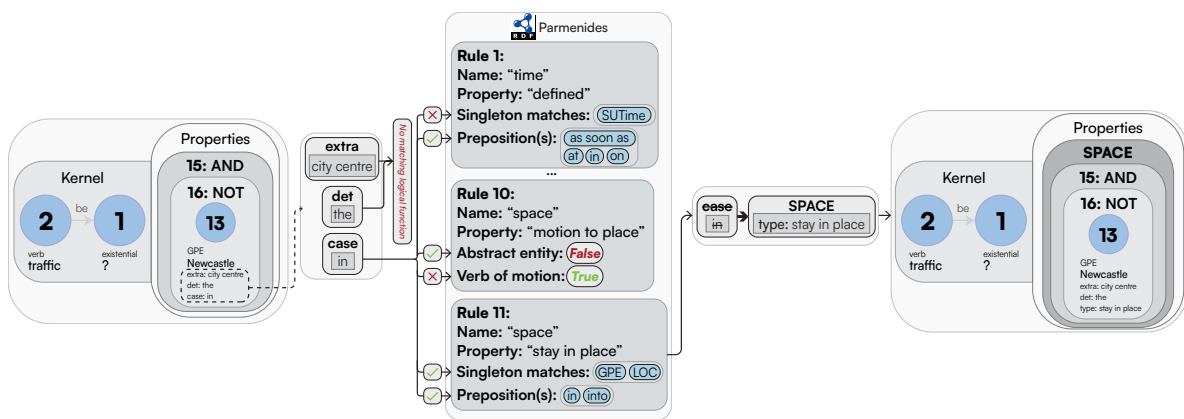 Properties
15: AND
16: NOT
Kernel
2
be
1
13
verb
traffic
existential
?
GPE
Newcastle
extra: city centre
det: the
case: in
extra
city centre
det
the
case
in
No matching logical function
RDF
Parmenides
Rule 1:
Name: “time”
Property: “defined”
Singleton matches: SUTime
Preposition(s): as soon as
at in on
...
Rule 10:
Name: “space”
Property: “motion to place”
Abstract entity: False
Verb of motion: True
Rule 11:
Name: “space”
Property: “stay in place”
Singleton matches: GPE LOC
Preposition(s): in into
case
in
SPACE
type: stay in place
Properties
SPACE
15: AND
16: NOT
Kernel
2
be
1
13
verb
traffic
existential
?
GPE
Newcastle
extra: city centre
det: the
type: stay in place